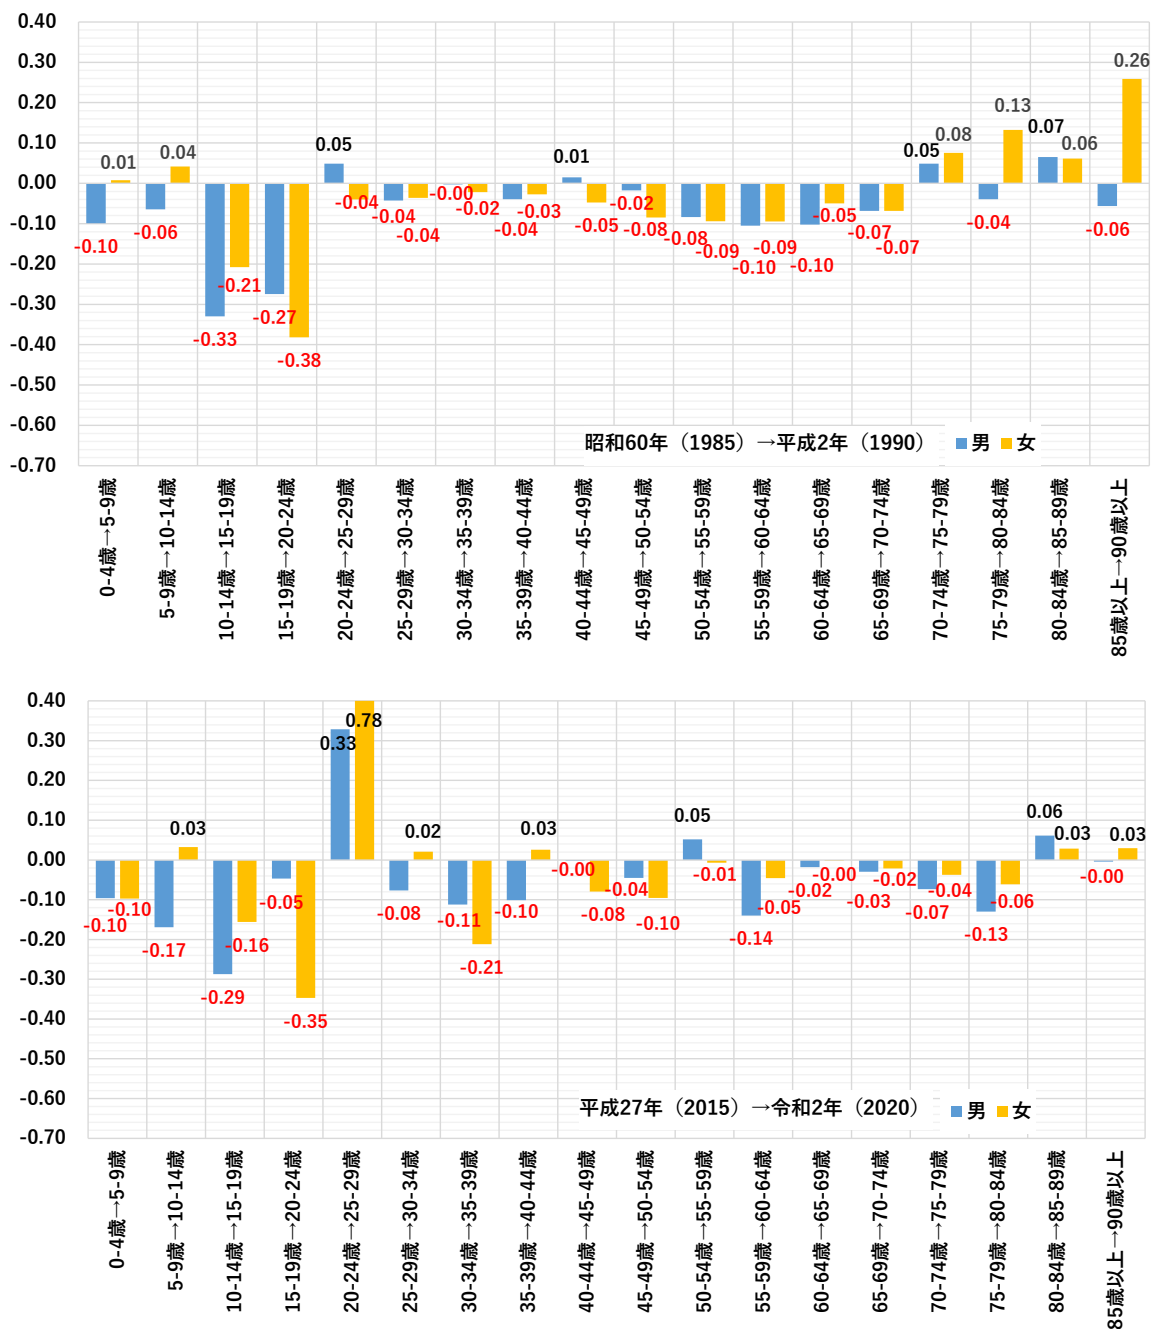 0.40
0.30
0.20
0.10
0.00
-0.10
-0.20
-0.30
-0.40
-0.50
-0.60
-0.70
-0.10
0.01
-0.06
0.04
-0.33
-0.21
-0.27
-0.38
0.05
-0.04
-0.04
-0.04
-0.00
-0.02
-0.04
-0.03
0.01
-0.05
-0.02
-0.08
-0.08
-0.09
-0.10
-0.09
-0.10
-0.05
-0.07
-0.07
0.05
0.08
-0.04
0.13
0.07
0.06
-0.06
0.26
昭和60年（1985）→平成2年（1990）
男
女
0-4歳→5-9歳
5-9歳→10-14歳
10-14歳→15-19歳
15-19歳→20-24歳
20-24歳→25-29歳
25-29歳→30-34歳
30-34歳→35-39歳
35-39歳→40-44歳
40-44歳→45-49歳
45-49歳→50-54歳
50-54歳→55-59歳
55-59歳→60-64歳
60-64歳→65-69歳
65-69歳→70-74歳
70-74歳→75-79歳
75-79歳→80-84歳
80-84歳→85-89歳
85歳以上→90歳以上
0.40
0.30
0.20
0.10
0.00
-0.10
-0.20
-0.30
-0.40
-0.50
-0.60
-0.70
-0.10
-0.10
-0.17
0.03
-0.29
-0.16
-0.05
-0.35
0.33
0.78
-0.08
0.02
-0.11
-0.21
-0.10
0.03
-0.00
-0.08
-0.04
-0.10
0.05
-0.01
-0.14
-0.05
-0.02
-0.00
-0.03
-0.02
-0.07
-0.04
-0.13
-0.06
0.06
0.03
-0.00
0.03
平成27年（2015）→令和2年（2020）
男
女
0-4歳→5-9歳
5-9歳→10-14歳
10-14歳→15-19歳
15-19歳→20-24歳
20-24歳→25-29歳
25-29歳→30-34歳
30-34歳→35-39歳
35-39歳→40-44歳
40-44歳→45-49歳
45-49歳→50-54歳
50-54歳→55-59歳
55-59歳→60-64歳
60-64歳→65-69歳
65-69歳→70-74歳
70-74歳→75-79歳
75-79歳→80-84歳
80-84歳→85-89歳
85歳以上→90歳以上